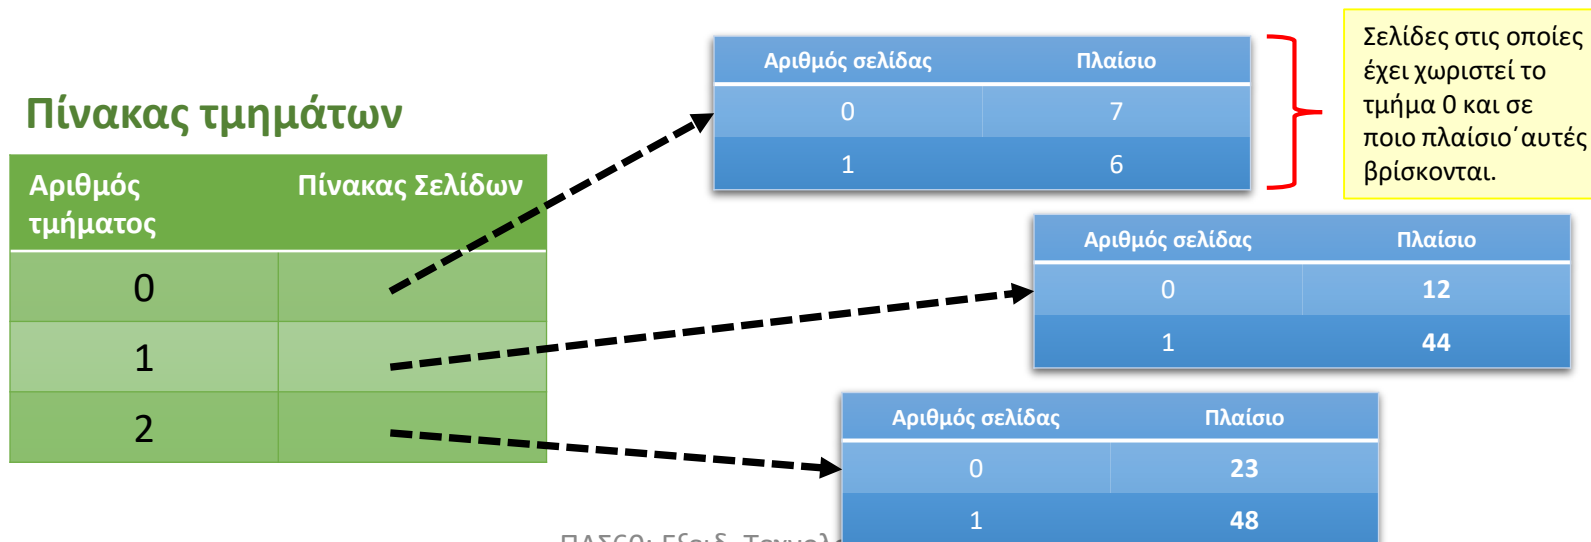 Πίνακας τμημάτων
Αριθμός τμήματος Πίνακας Σελίδων
0
1
2
Αριθμός σελίδας Πλαίσιο
0 7
1 6
Σελίδες στις οποίες
έχει χωριστεί το
τμήμα 0 και σε
ποιο πλαίσιο΄αυτές
βρίσκονται.
Αριθμός σελίδας Πλαίσιο
0 12
1 44
Αριθμός σελίδας Πλαίσιο
0 23
1 48